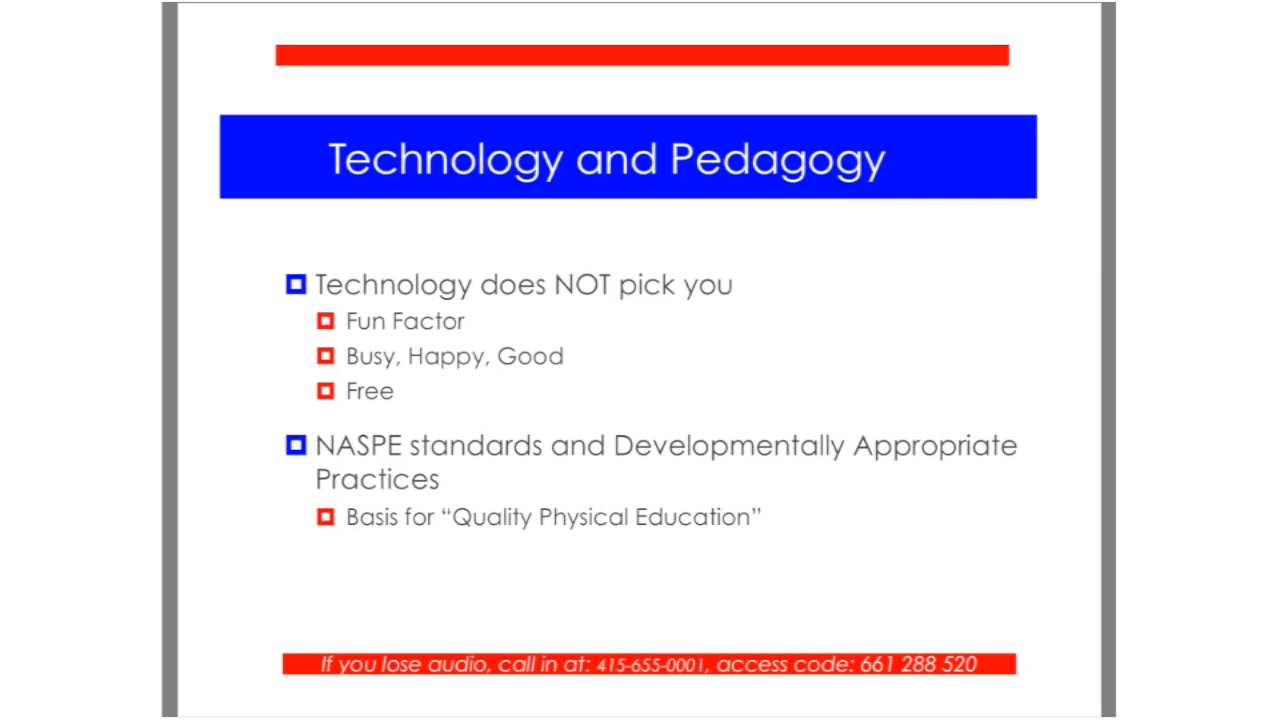 Technology and Pedagogy
Technology does NOT pick you
Fun Factor
Busy, Happy, Good
Free
NASPE standards and Developmentally Appropriate
Practices
Basis for “Quality Physical Education”
If you lose audio, call in at: 415-655-0001, access code: 661 288 520